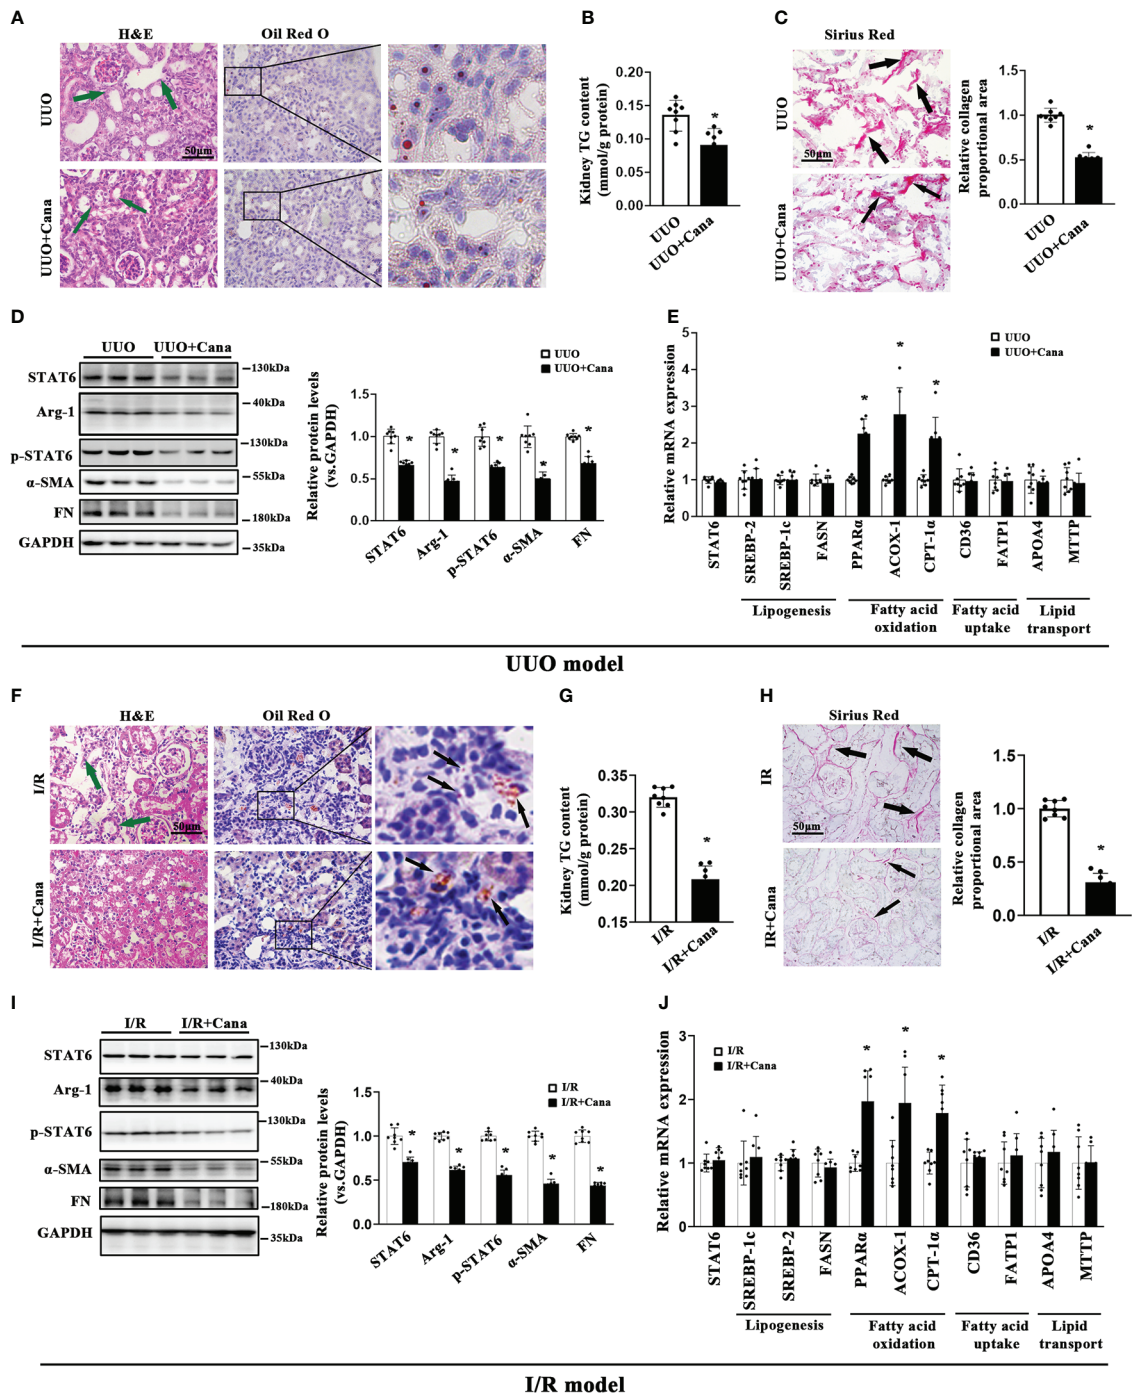 A
H&E
Oil Red O
UUO
50μm
UUO+Cana
B
Kidney TG content
(mmol/g protein)
0.20
0.15
0.10
0.05
0.00
*
UUO
UUO+Cana
C
Sirius Red
UUO
50μm
UUO+Cana
Relative collagen
proportional area
1.5
1.0
0.5
0.0
*
UUO
UUO+Cana
D
UUO UUO+Cana
STAT6 130kDa
Arg-1 40kDa
p-STAT6 130kDa
α-SMA 55kDa
FN 180kDa
GAPDH 35kDa
Relative protein levels
(vs.GAPDH)
UUO
UUO+Cana
1.5
1.0
0.5
0.0
* * * * *
STAT6 Arg-1 p-STAT6 α-SMA FN
E
Relative mRNA expression
UUO
UUO+Cana
5
4
3
2
1
0
* * *
STAT6 SREBP-2 SREBP-1c FASN PPARα ACOX-1 CPT-1α CD36 FATP1 APOA4 MTTP
Lipogenesis Fatty acid Fatty acid Lipid
oxidation uptake transport
UUO model
F
H&E
Oil Red O
I/R
50μm
I/R+Cana
G
Kidney TG content
(mmol/g protein)
0.35
0.30
0.25
0.20
0.15
*
I/R
I/R+Cana
H
Sirius Red
IR
50μm
IR+Cana
Relative collagen
proportional area
1.5
1.0
0.5
0.0
*
I/R
I/R+Cana
I
I/R I/R+Cana
STAT6 130kDa
Arg-1 40kDa
p-STAT6 130kDa
α-SMA 55kDa
FN 180kDa
GAPDH 35kDa
Relative protein levels
(vs.GAPDH)
I/R
I/R+Cana
1.5
1.0
0.5
0.0
* * * * *
STAT6 Arg-1 p-STAT6 α-SMA FN
J
Relative mRNA expression
I/R
I/R+Cana
3
2
1
0
* * *
STAT6 SREBP-1c SREBP-2 FASN PPARα ACOX-1 CPT-1α CD36 FATP1 APOA4 MTTP
Lipogenesis Fatty acid Fatty acid Lipid
oxidation uptake transport
I/R model